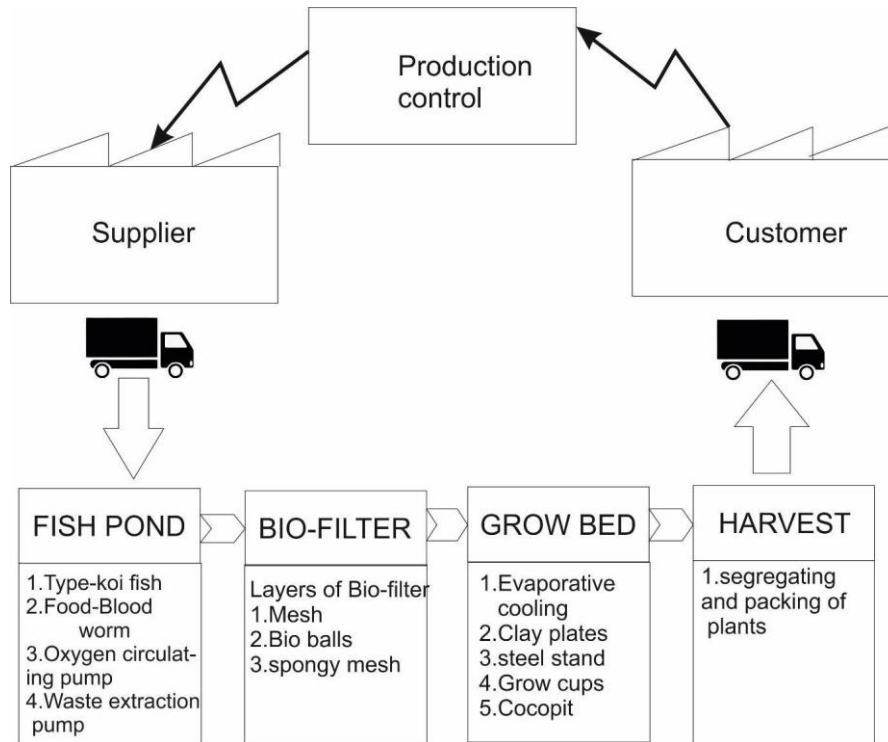 Production
control
Supplier
Customer
FISH POND
1.Type-koi fish
2.Food-Blood
worm
3.Oxygen circulat-
ing pump
4.Waste extraction
pump
BIO-FILTER
Layers of Bio-filter
1.Mesh
2.Bio balls
3.spongy mesh
GROW BED
1.Evaporative
cooling
2.Clay plates
3.steel stand
4.Grow cups
5.Cocopit
HARVEST
1.segregating
and packing of
plants